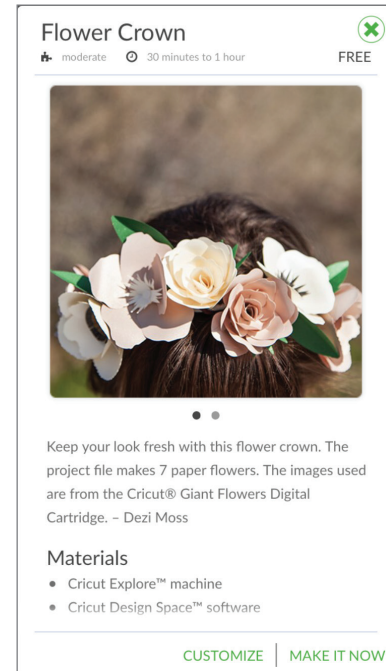 Flower Crown
moderate 30 minutes to 1 hour FREE
Keep your look fresh with this flower crown. The
project file makes 7 paper flowers. The images used
are from the Cricut® Giant Flowers Digital
Cartridge. – Dezi Moss
Materials
• Cricut Explore™ machine
• Cricut Design Space™ software
CUSTOMIZE | MAKE IT NOW